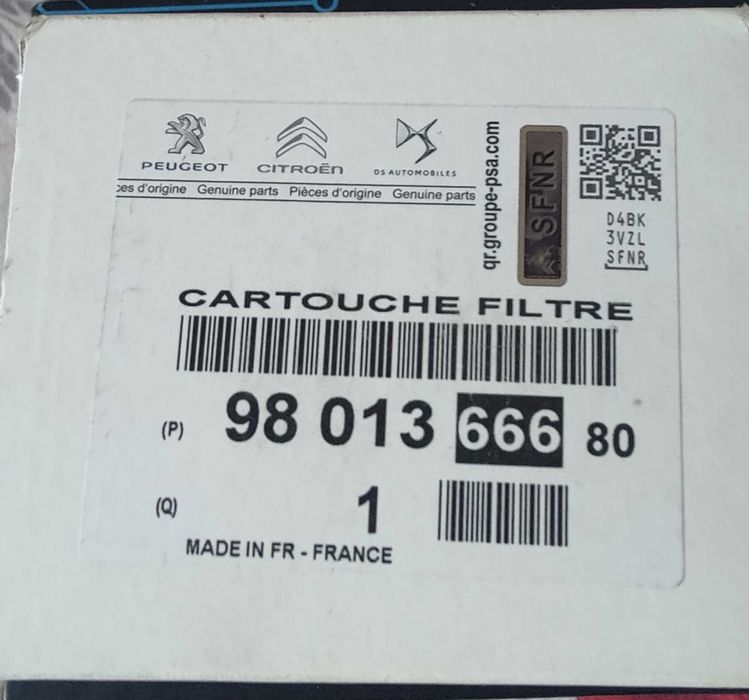 PEUGEOT CITROËN DS AUTOMOBILES
d'origine Genuine parts Pièces d'origine Genuine parts
qr.groupe-psa.com
SFNR
D4BK
3VZL
SFNR
CARTOUCHE FILTRE
(P) 98 013 666 80
(Q) 1
MADE IN FR - FRANCE